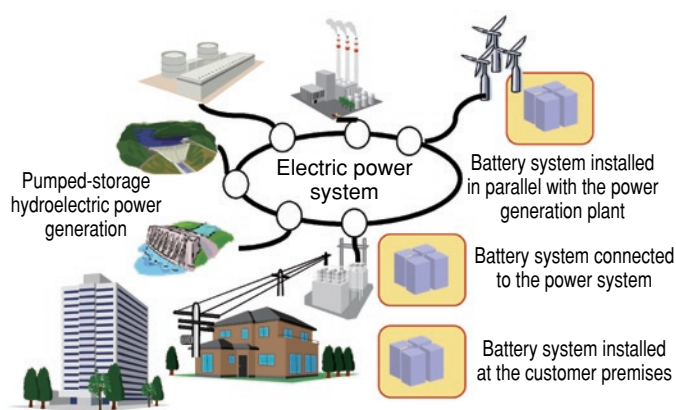 Electric power
system
Pumped-storage
hydroelectric power
generation
Battery system installed
in parallel with the power
generation plant
Battery system connected
to the power system
Battery system installed
at the customer premises